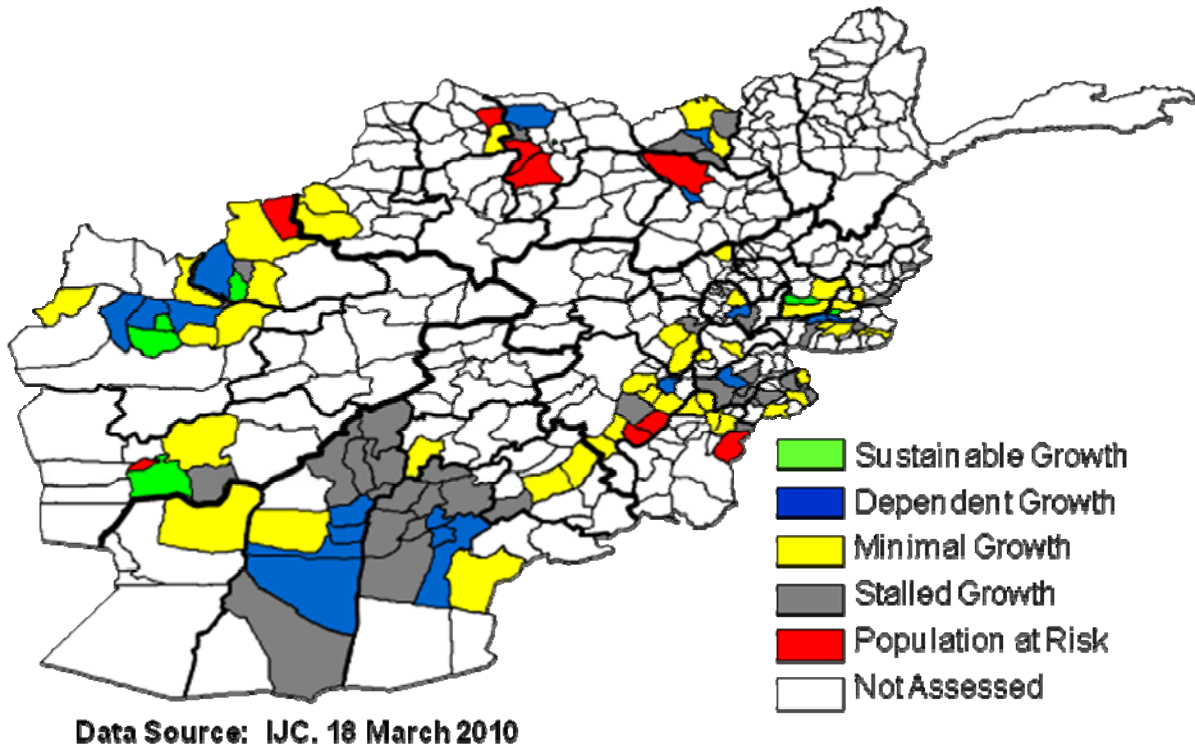 Sustainable Growth
Dependent Growth
Minimal Growth
Stalled Growth
Population at Risk
Not Assessed
Data Source: IJC. 18 March 2010